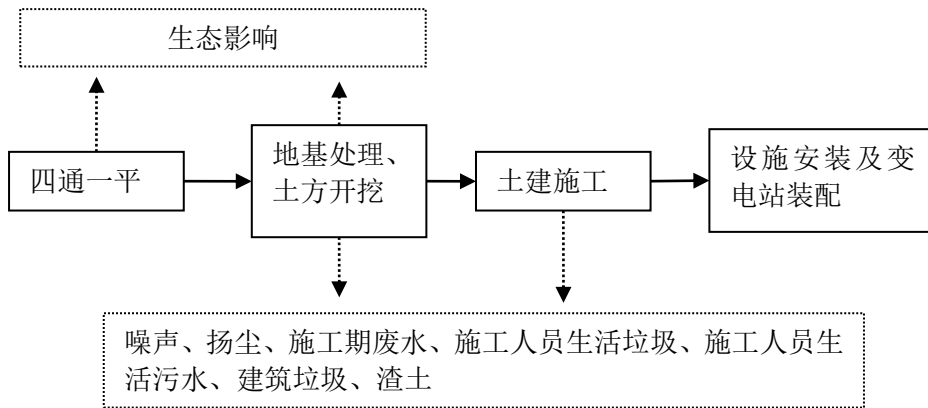 生态影响
四通一平
地基处理、
土方开挖
土建施工
设施安装及变
电站装配
噪声、扬尘、施工期废水、施工人员生活垃圾、施工人员生
活污水、建筑垃圾、渣土